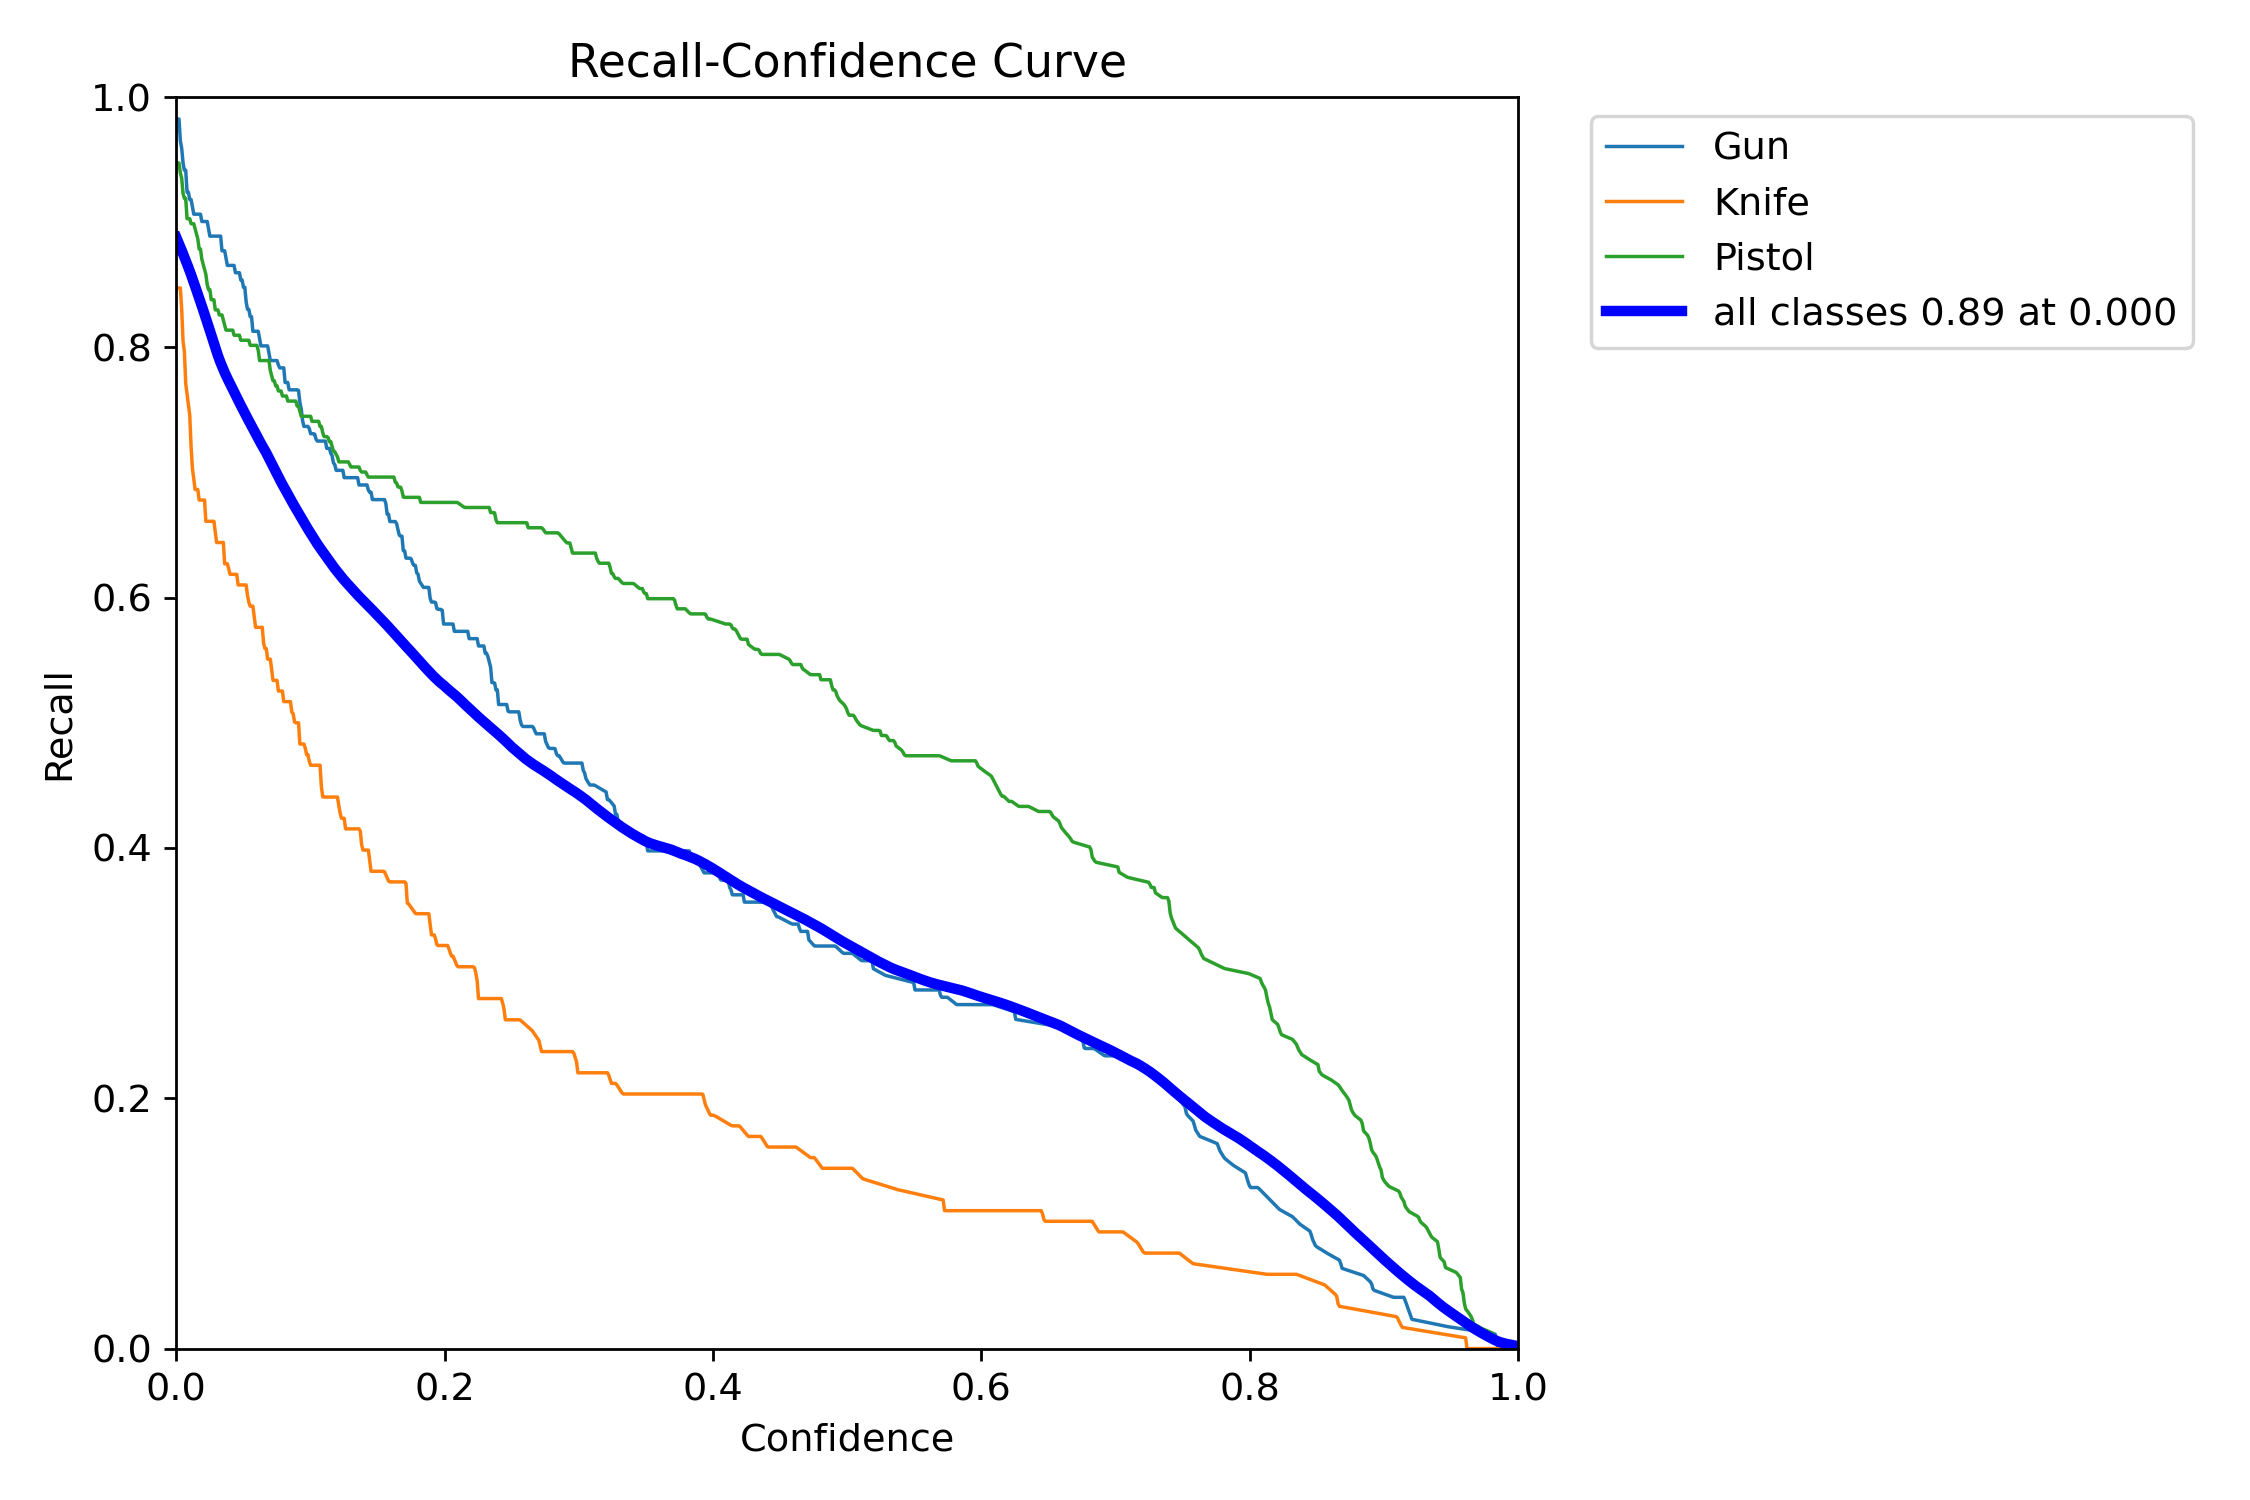 Recall-Confidence Curve
1.0
0.8
0.6
0.4
0.2
0.0
Recall
0.0 0.2 0.4 0.6 0.8 1.0
Confidence
Gun
Knife
Pistol
all classes 0.89 at 0.000